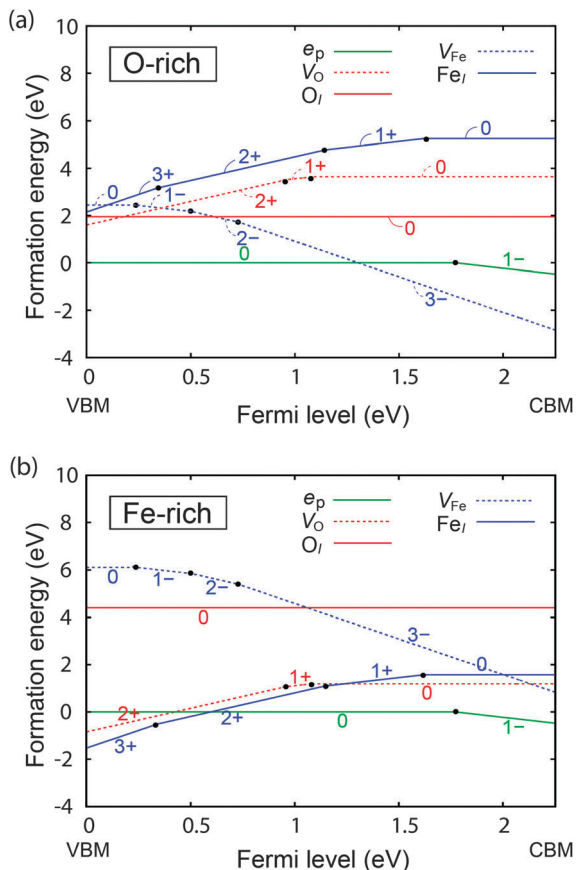 (a)
10
O-rich
e_p
V_O
O_I
V_Fe
Fe_I
8
6
4
2
0
-2
-4
Formation energy (eV)
0
3+
2+
1+
0
1−
2−
3−
2+
1+
0
0
0
1−
0
0.5
1
1.5
2
VBM
Fermi level (eV)
CBM
(b)
10
Fe-rich
e_p
V_O
O_I
V_Fe
Fe_I
8
6
4
2
0
-2
-4
Formation energy (eV)
0
1−
2−
3−
0
2+
1+
0
3+
2+
1+
0
0
1−
0
0.5
1
1.5
2
VBM
Fermi level (eV)
CBM